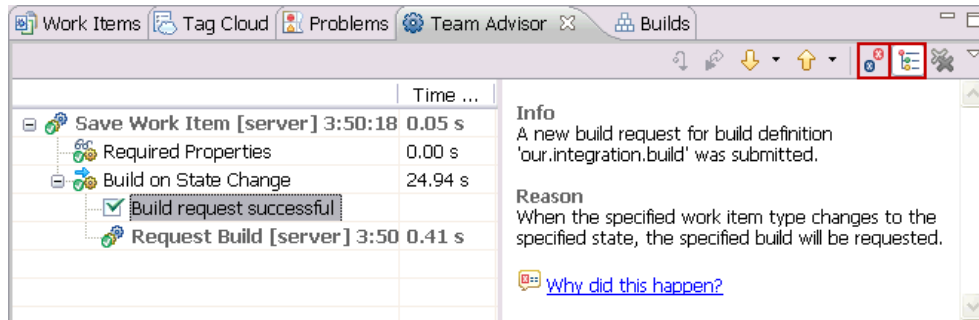 Work Items Tag Cloud Problems Team Advisor Builds
Time ...
Save Work Item [server] 3:50:18 0.05 s
Required Properties 0.00 s
Build on State Change 24.94 s
Build request successful
Request Build [server] 3:50 0.41 s
Info
A new build request for build definition
'our.integration.build' was submitted.
Reason
When the specified work item type changes to the
specified state, the specified build will be requested.
Why did this happen?